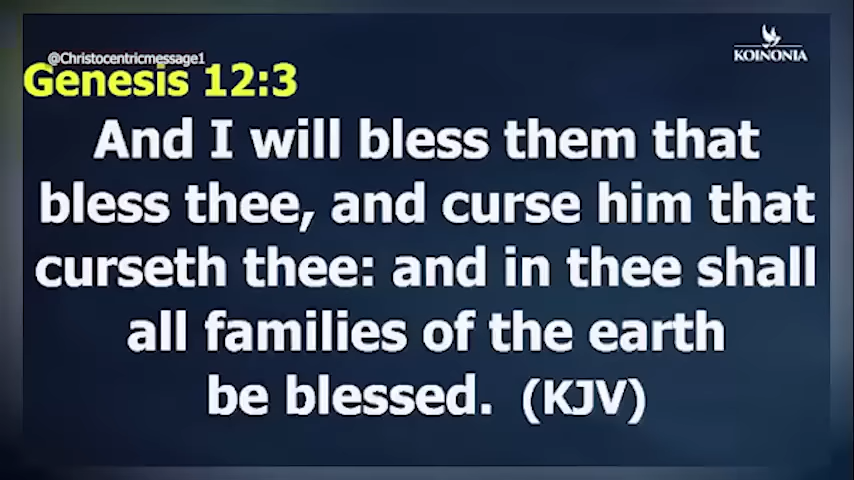 @Christocentricmessage1
KOINONIA
Genesis 12:3
And I will bless them that
bless thee, and curse him that
curseth thee: and in thee shall
all families of the earth
be blessed. (KJV)